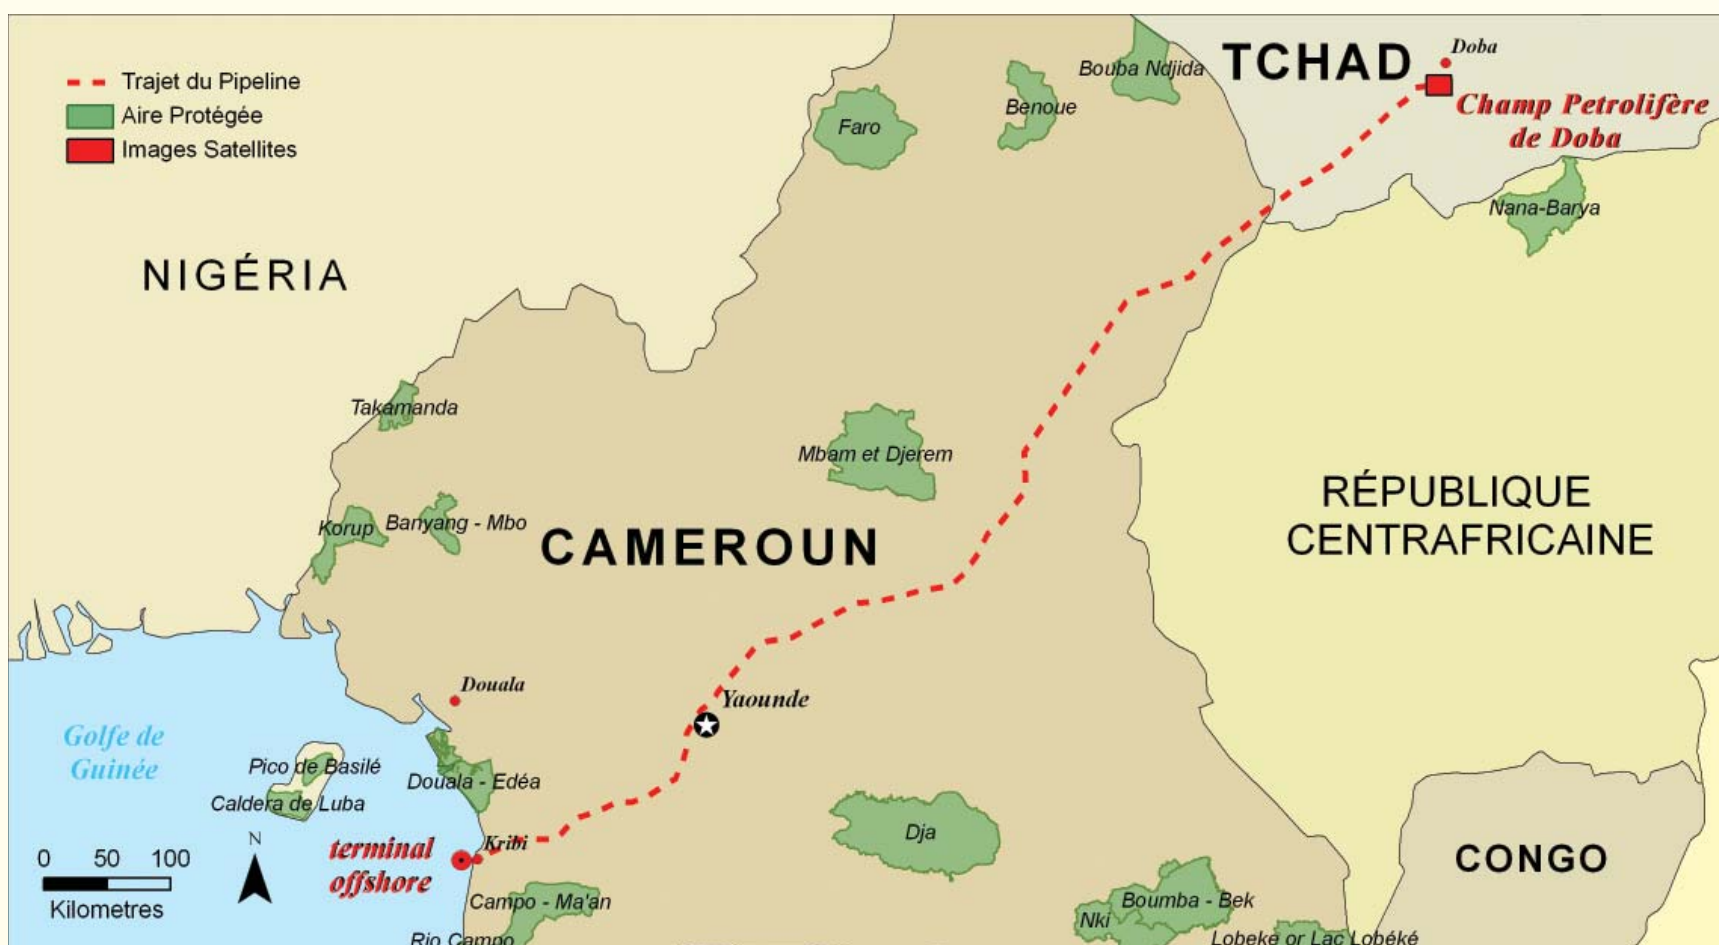 Trajet du Pipeline
Aire Protégée
Images Satellites
TCHAD
Doba
Champ Petrolifère
de Doba
Bouba Ndjida
Benoue
Faro
Nana-Barya
NIGÉRIA
Takamanda
Mbam et Djerem
Korup
Banyang - Mbo
CAMEROUN
RÉPUBLIQUE
CENTRAFRICAINE
Douala
Yaounde
Golfe de
Guinée
Pico de Basilé
Caldera de Luba
Douala - Edéa
Dja
N
terminal
offshore
Kribi
0 50 100
Kilometres
CONGO
Campo - Ma'an
Boumba - Bek
Nki
Rio Campo
Lobeke or Lac Lobéké